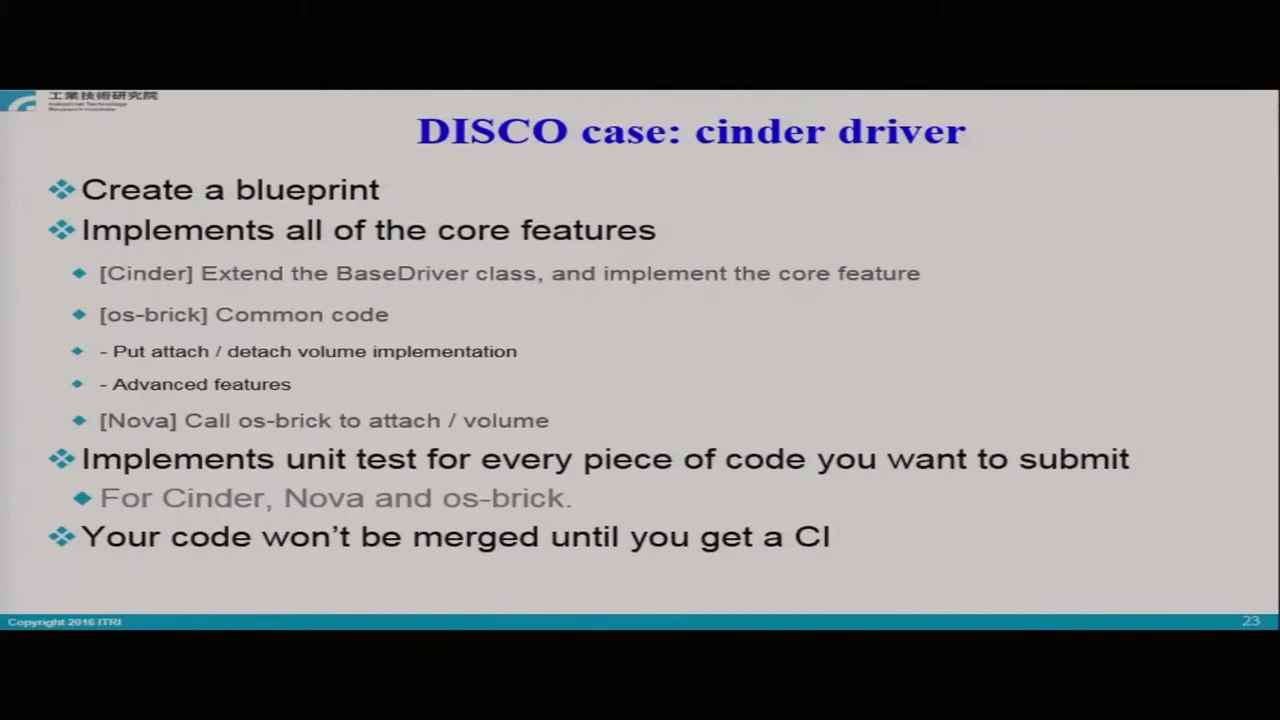 工業技術研究院
Industrial Technology
Research Institute
DISCO case: cinder driver
Create a blueprint
Implements all of the core features
[Cinder] Extend the BaseDriver class, and implement the core feature
[os-brick] Common code
- Put attach / detach volume implementation
- Advanced features
[Nova] Call os-brick to attach / volume
Implements unit test for every piece of code you want to submit
For Cinder, Nova and os-brick.
Your code won't be merged until you get a CI
Copyright 2016 ITRI
23